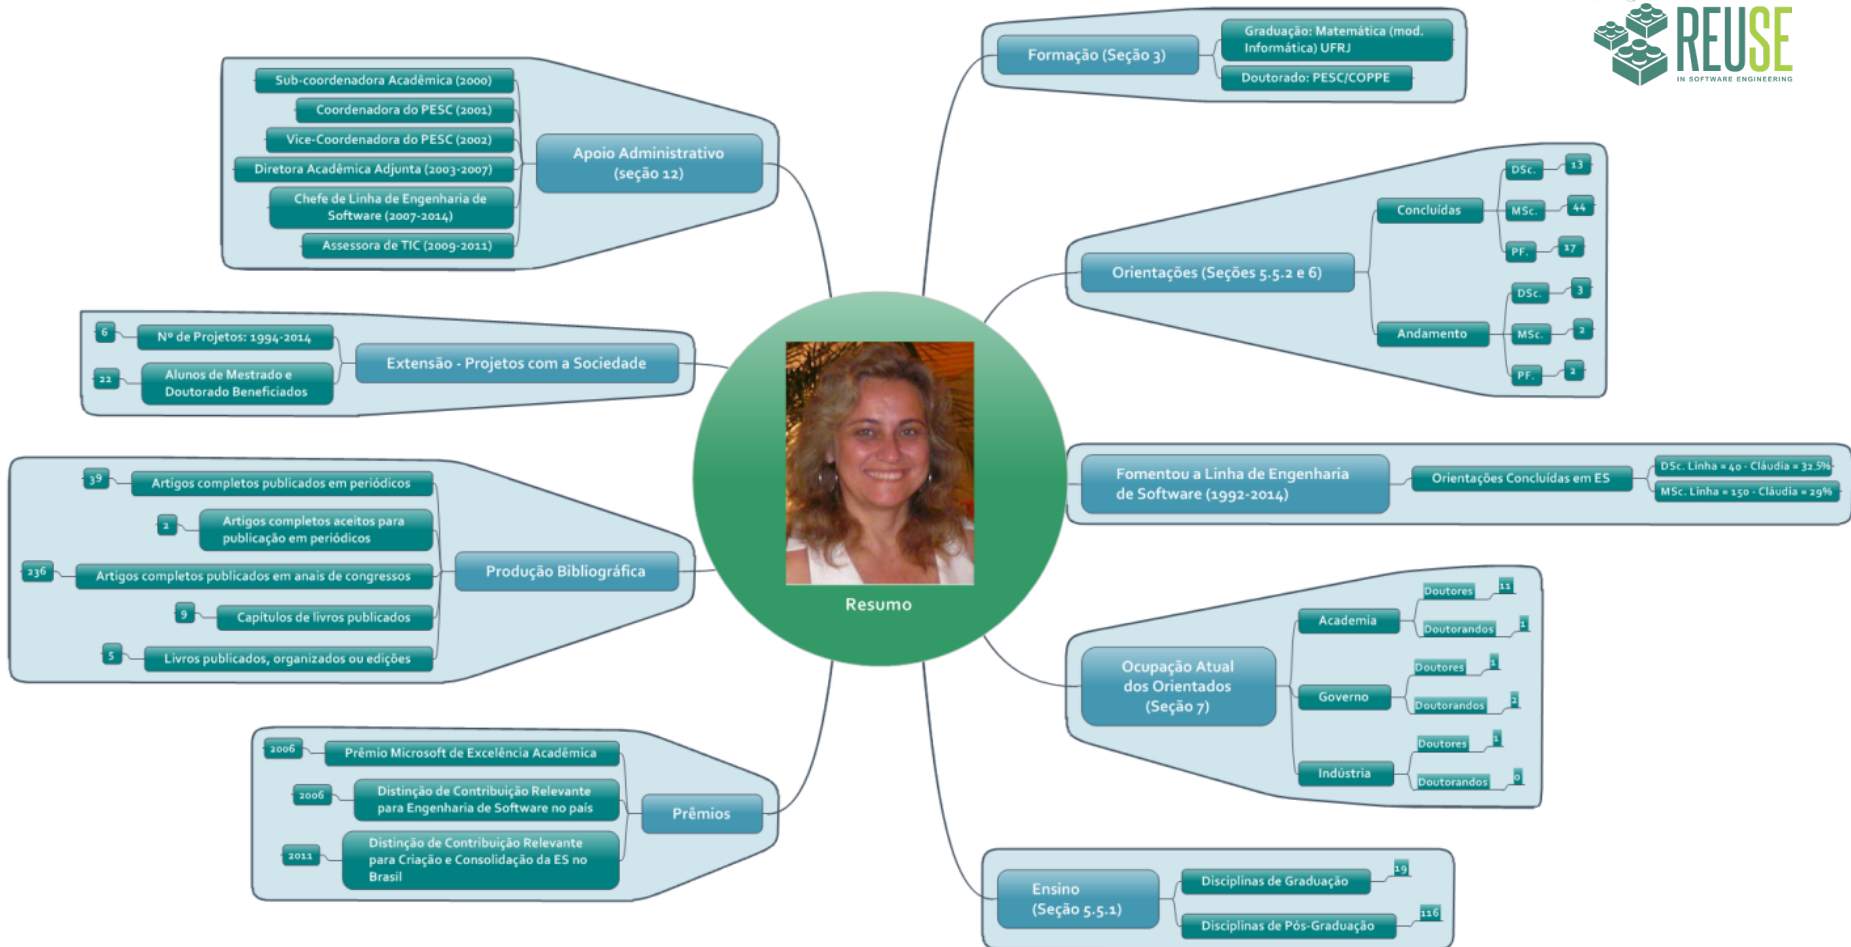 REUSE
IN SOFTWARE ENGINEERING
Formação (Seção 3)
Graduação: Matemática (mod.
Informática) UFRJ
Doutorado: PESC/COPPE
Apoio Administrativo
(seção 12)
Sub-coordenadora Acadêmica (2000)
Coordenadora do PESC (2001)
Vice-Coordenadora do PESC (2002)
Diretora Acadêmica Adjunta (2003-2007)
Chefe de Linha de Engenharia de
Software (2007-2014)
Assessora de TIC (2009-2011)
Orientações (Seções 5.5.2 e 6)
Concluídas
DSc.
13
MSc.
44
PF.
17
Andamento
DSc.
3
MSc.
2
PF.
2
Extensão - Projetos com a Sociedade
Nº de Projetos: 1994-2014
6
Alunos de Mestrado e
Doutorado Beneficiados
22
Resumo
Fomentou a Linha de Engenharia
de Software (1992-2014)
Orientações Concluídas em ES
DSc. Linha = 40 - Cláudia = 32.5%
MSc. Linha = 150 - Cláudia = 29%
Produção Bibliográfica
Artigos completos publicados em periódicos
39
Artigos completos aceitos para
publicação em periódicos
2
Artigos completos publicados em anais de congressos
236
Capítulos de livros publicados
9
Livros publicados, organizados ou edições
5
Ocupação Atual
dos Orientados
(Seção 7)
Academia
Doutores
11
Doutorandos
1
Governo
Doutores
1
Doutorandos
2
Indústria
Doutores
1
Doutorandos
0
Prêmios
Prêmio Microsoft de Excelência Acadêmica
2006
Distinção de Contribuição Relevante
para Engenharia de Software no país
2006
Distinção de Contribuição Relevante
para Criação e Consolidação da ES no
Brasil
2011
Ensino
(Seção 5.5.1)
Disciplinas de Graduação
19
Disciplinas de Pós-Graduação
116